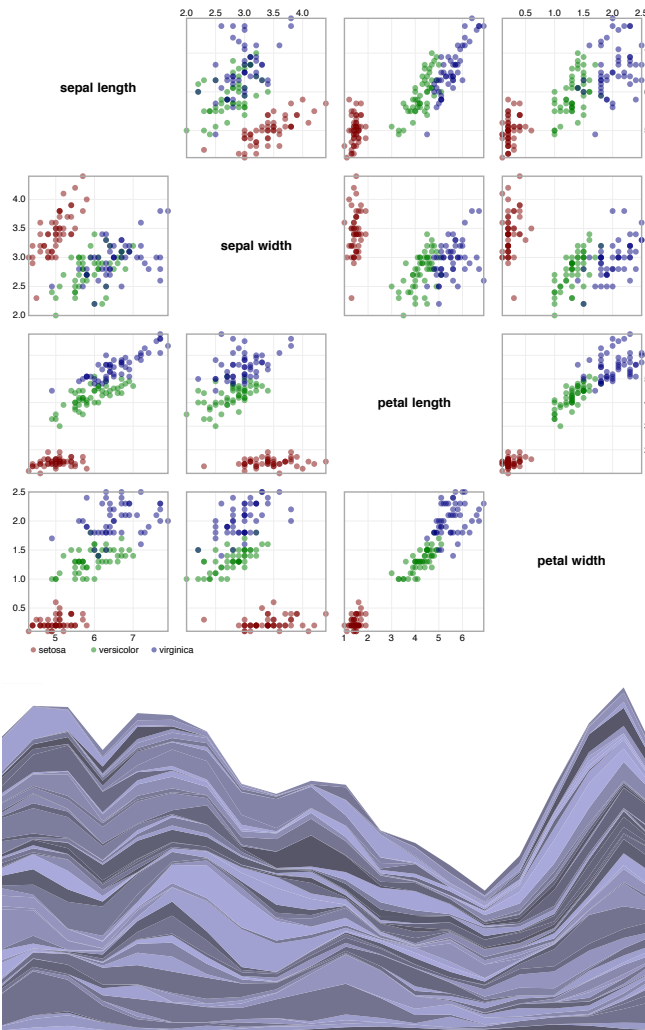 2.0 2.5 3.0 3.5 4.0 0.5 1.0 1.5 2.0 2.5
sepal length
4.0
3.5
3.0
2.5
2.0
sepal width
petal length
2.5
2.0
1.5
1.0
0.5
petal width
5 6 7 1 2 3 4 5 6
setosa versicolor virginica